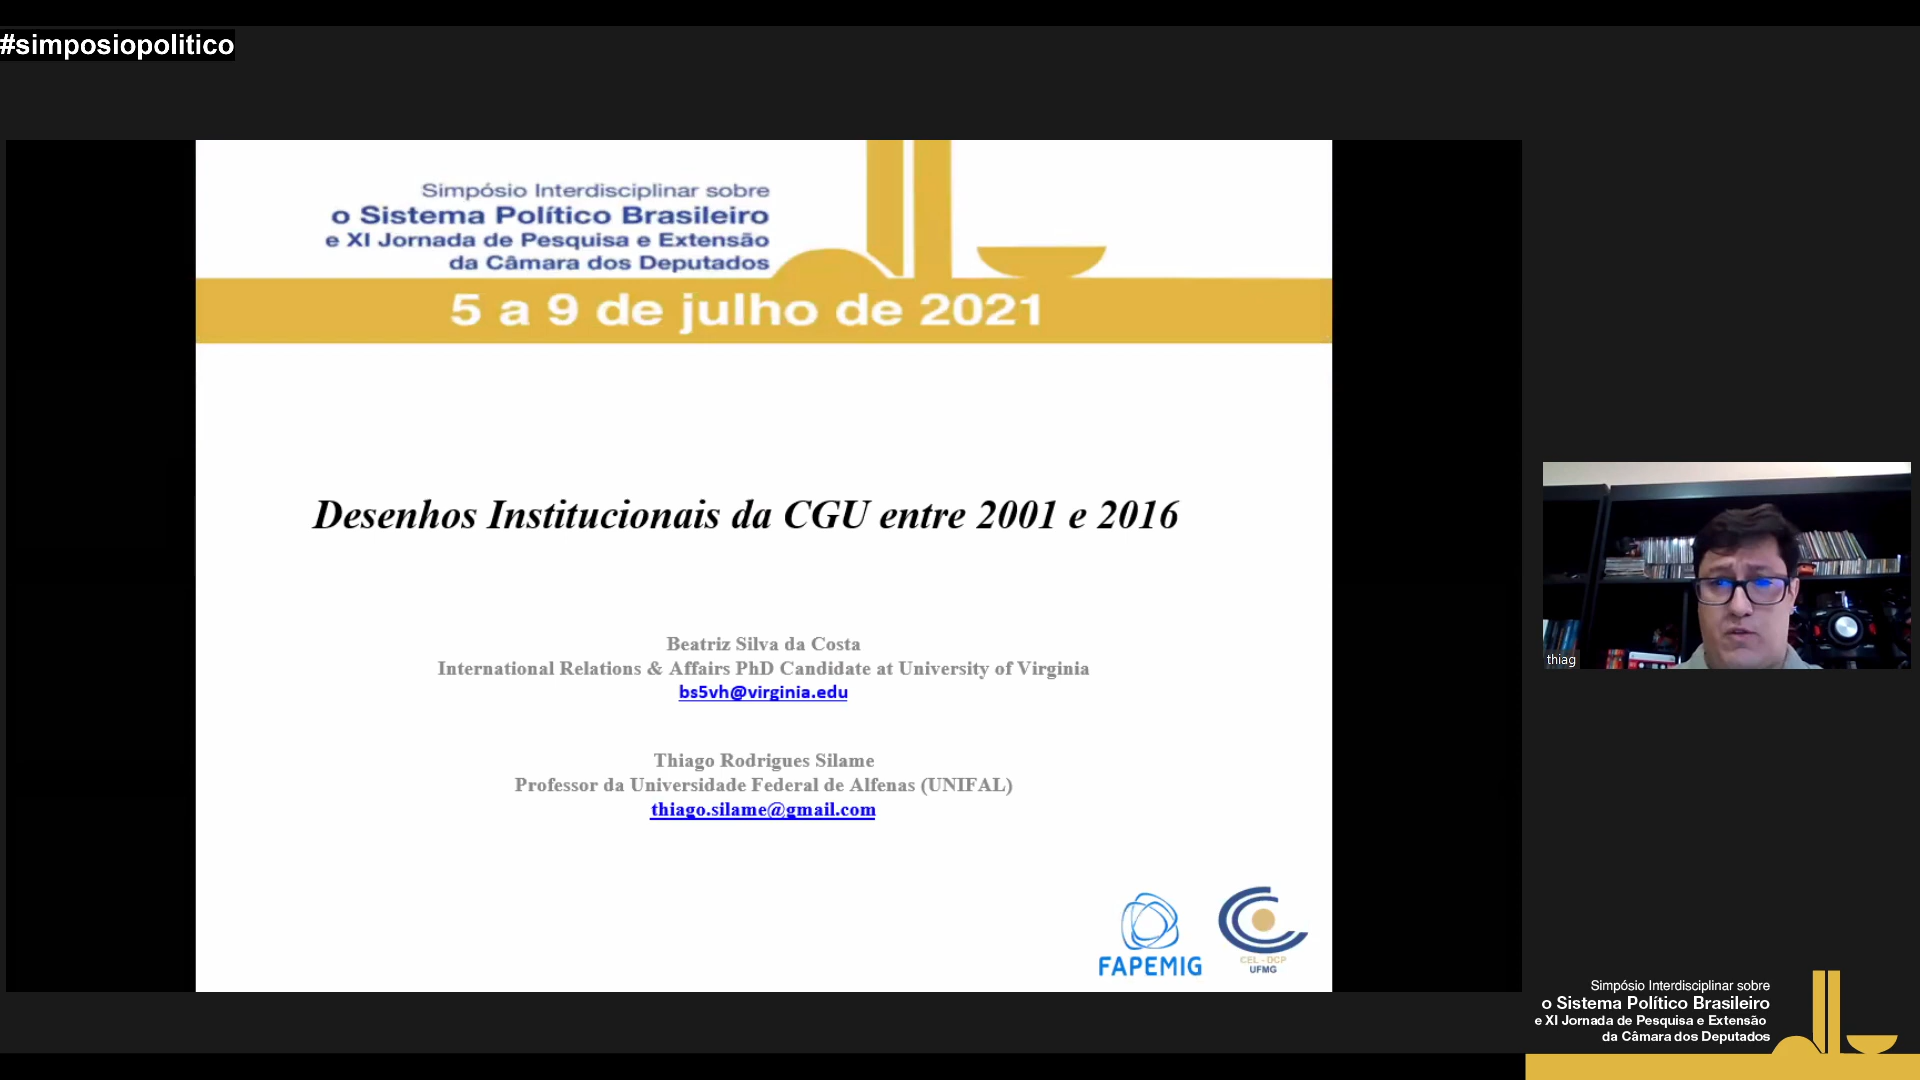 #simposiopolitico
Simpósio Interdisciplinar sobre
o Sistema Político Brasileiro
e XI Jornada de Pesquisa e Extensão
da Câmara dos Deputados
5 a 9 de julho de 2021
Desenhos Institucionais da CGU entre 2001 e 2016
Beatriz Silva da Costa
International Relations & Affairs PhD Candidate at University of Virginia
bs5vh@virginia.edu
Thiago Rodrigues Silame
Professor da Universidade Federal de Alfenas (UNIFAL)
thiago.silame@gmail.com
FAPEMIG
CEL - DCP
UFMG
thiag
Simpósio Interdisciplinar sobre
o Sistema Político Brasileiro
e XI Jornada de Pesquisa e Extensão
da Câmara dos Deputados